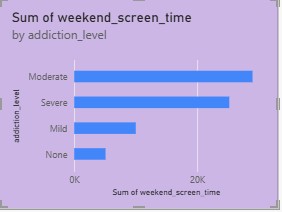 Sum of weekend_screen_time
by addiction_level
Moderate
Severe
Mild
None
addiction_level
0K 20K
Sum of weekend_screen_time